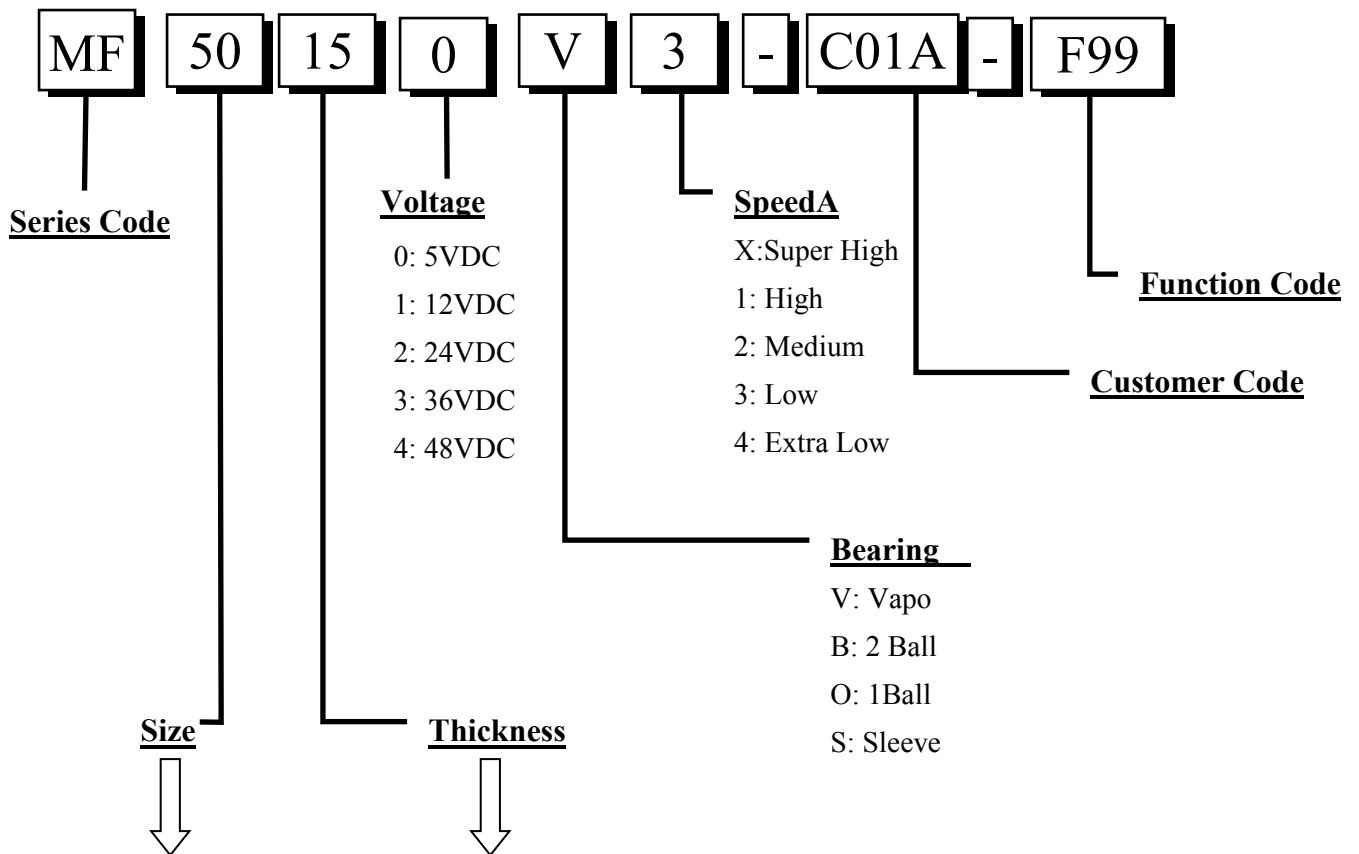 MF 50 15 0 V 3 - C01A - F99
Series Code
Voltage
0: 5VDC
1: 12VDC
2: 24VDC
3: 36VDC
4: 48VDC
SpeedA
X:Super High
1: High
2: Medium
3: Low
4: Extra Low
Function Code
Customer Code
Bearing
V: Vapo
B: 2 Ball
O: 1Ball
S: Sleeve
Size
Thickness